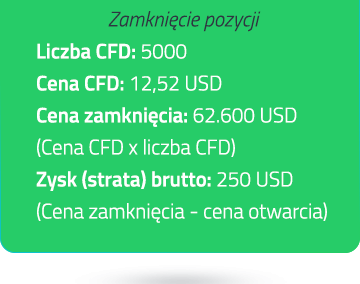 Zamknięcie pozycji
Liczba CFD: 5000
Cena CFD: 12,52 USD
Cena zamknięcia: 62.600 USD
(Cena CFD x liczba CFD)
Zysk (strata) brutto: 250 USD
(Cena zamknięcia - cena otwarcia)